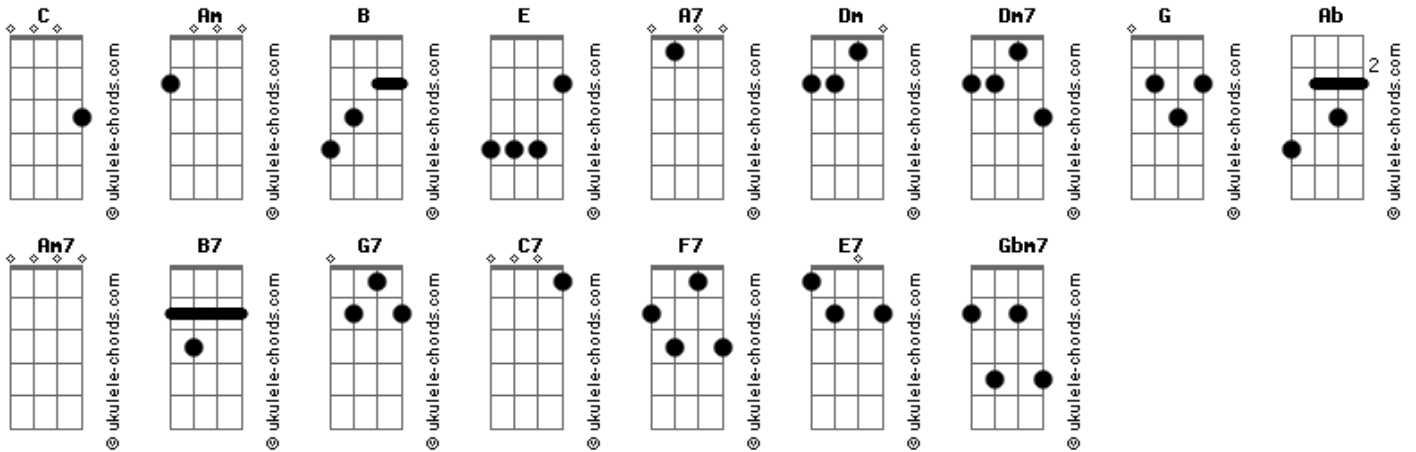 C Am B E A7 Dm Dm7 G Ab
2
© ukulele-chords.com © ukulele-chords.com © ukulele-chords.com © ukulele-chords.com © ukulele-chords.com © ukulele-chords.com © ukulele-chords.com © ukulele-chords.com © ukulele-chords.com
Am7 B7 G7 C7 F7 E7 Gbm7
© ukulele-chords.com © ukulele-chords.com © ukulele-chords.com © ukulele-chords.com © ukulele-chords.com © ukulele-chords.com © ukulele-chords.com